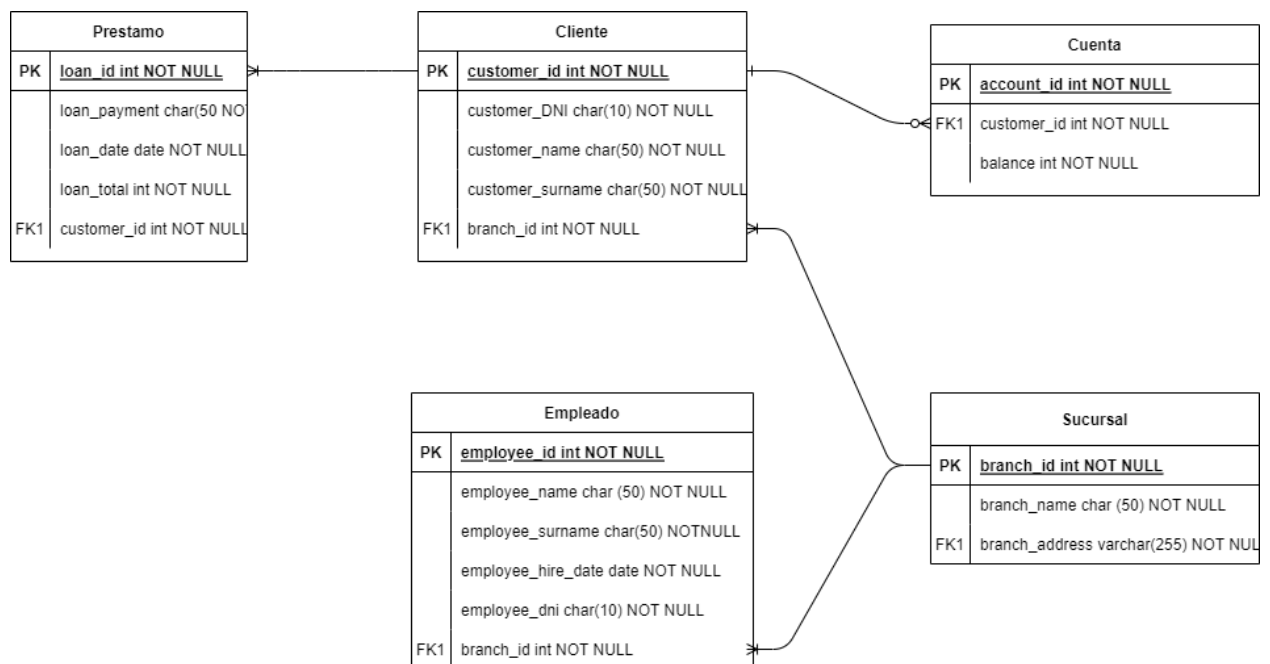 Prestamo
PK loan_id int NOT NULL
loan_payment char(50 NO
loan_date date NOT NULL
loan_total int NOT NULL
FK1 customer_id int NOT NULL
Cliente
PK customer_id int NOT NULL
customer_DNI char(10) NOT NULL
customer_name char(50) NOT NULL
customer_surname char(50) NOT NULL
FK1 branch_id int NOT NULL
Cuenta
PK account_id int NOT NULL
FK1 customer_id int NOT NULL
balance int NOT NULL
Empleado
PK employee_id int NOT NULL
employee_name char (50) NOT NULL
employee_surname char(50) NOTNULL
employee_hire_date date NOT NULL
employee_dni char(10) NOT NULL
FK1 branch_id int NOT NULL
Sucursal
PK branch_id int NOT NULL
branch_name char (50) NOT NULL
FK1 branch_address varchar(255) NOT NUL